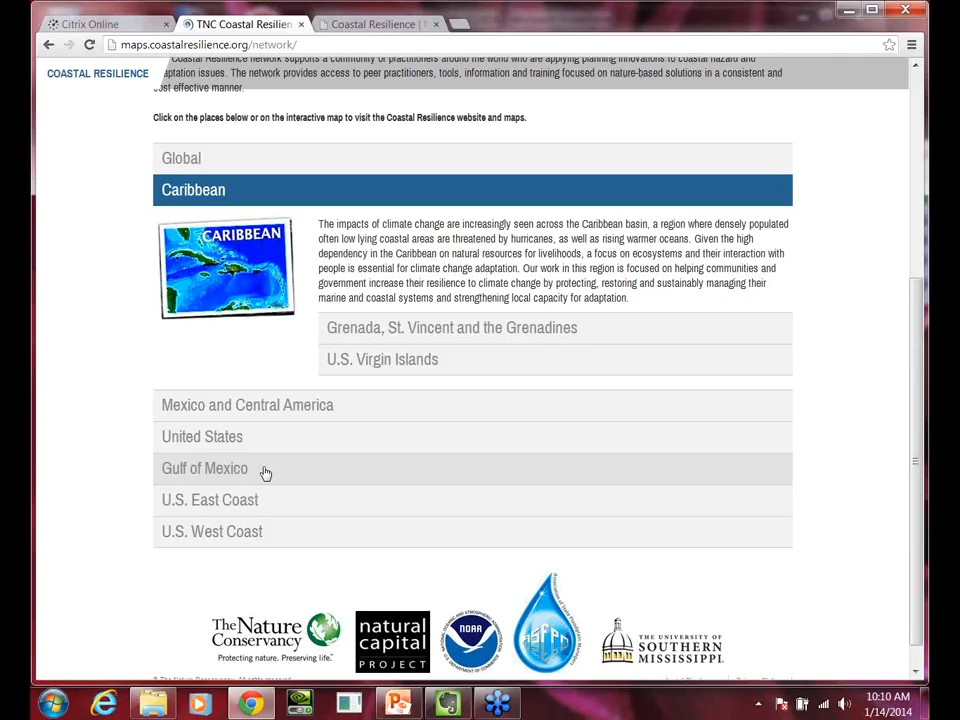 Citrix Online
TNC Coastal Resilien
Coastal Resilience | N
maps.coastalresilience.org/network/
COASTAL RESILIENCE
Coastal Resilience network supports a community of practitioners around the world who are applying planning innovations to coastal hazard and
aptation issues. The network provides access to peer practitioners, tools, information and training focused on nature-based solutions in a consistent and
ost effective manner.
Click on the places below or on the interactive map to visit the Coastal Resilience website and maps.
Global
Caribbean
CARIBBEAN
The impacts of climate change are increasingly seen across the Caribbean basin, a region where densely populated
often low lying coastal areas are threatened by hurricanes, as well as rising warmer oceans. Given the high
dependency in the Caribbean on natural resources for livelihoods, a focus on ecosystems and their interaction with
people is essential for climate change adaptation. Our work in this region is focused on helping communities and
government increase their resilience to climate change by protecting, restoring and sustainably managing their
marine and coastal systems and strengthening local capacity for adaptation.
Grenada, St. Vincent and the Grenadines
U.S. Virgin Islands
Mexico and Central America
United States
Gulf of Mexico
U.S. East Coast
U.S. West Coast
The Nature
Conservancy
Protecting nature. Preserving life.™
natural
capital
PROJECT
NOAA
ASFPM
THE UNIVERSITY OF
SOUTHERN
MISSISSIPPI
10:10 AM
1/14/2014